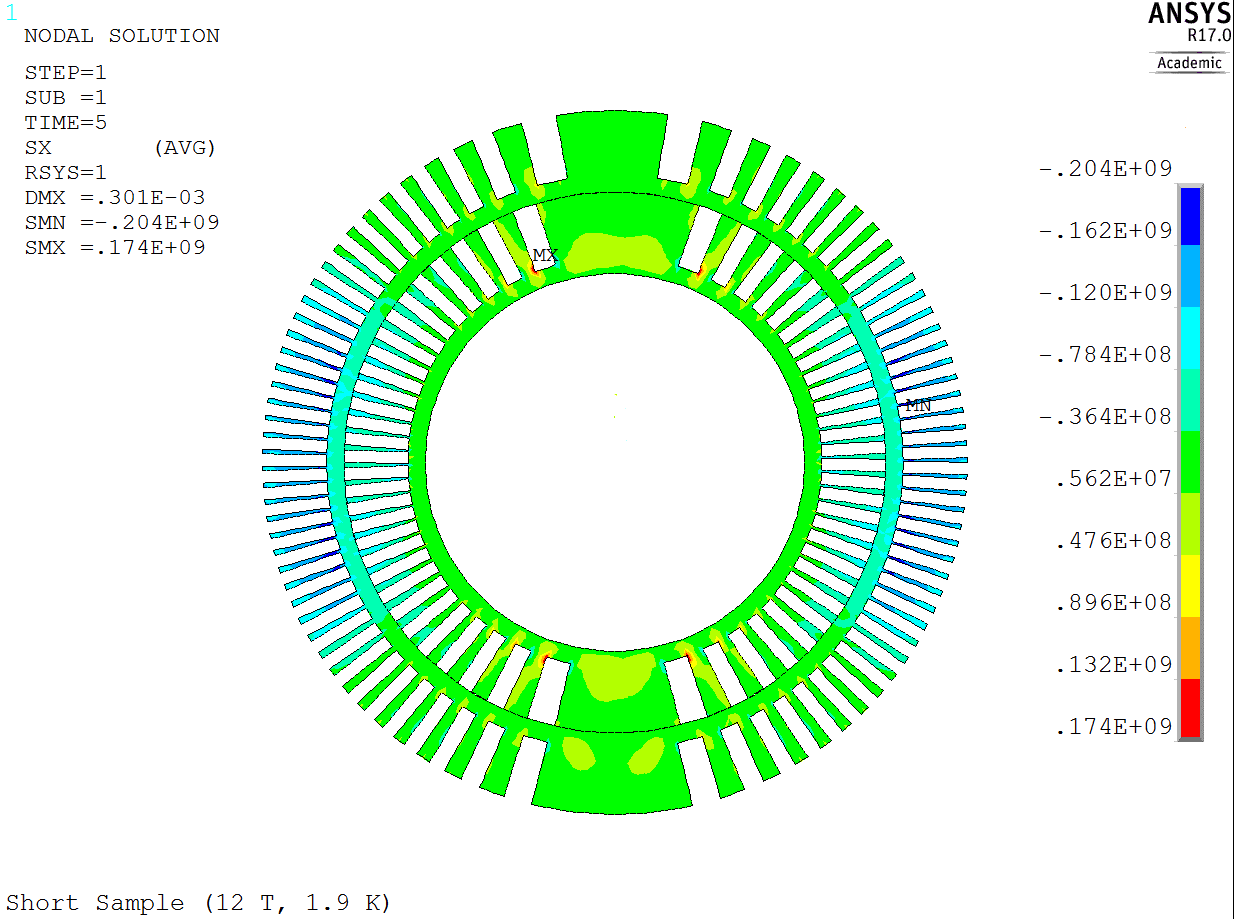 1
NODAL SOLUTION
STEP=1
SUB =1
TIME=5
SX (AVG)
RSYS=1
DMX =.301E-03
SMN =-.204E+09
SMX =.174E+09
ANSYS
R17.0
Academic
MX
MN
-.204E+09
-.162E+09
-.120E+09
-.784E+08
-.364E+08
.562E+07
.476E+08
.896E+08
.132E+09
.174E+09
Short Sample (12 T, 1.9 K)